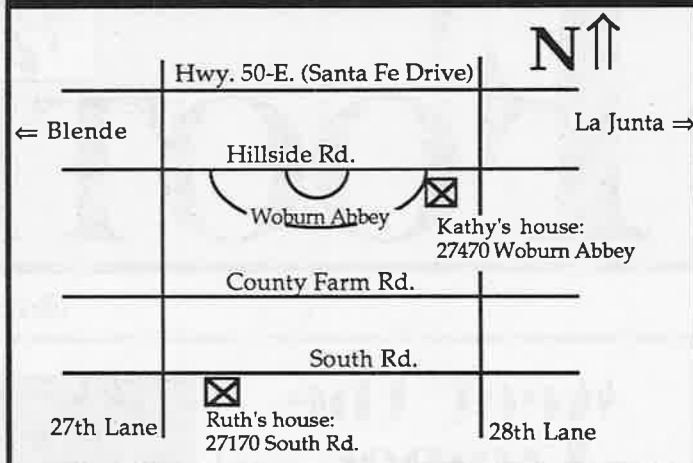 N⇑
Hwy. 50-E. (Santa Fe Drive)
⇐ Blende
La Junta ⇒
Hillside Rd.
Woburn Abbey
Kathy's house:
27470 Woburn Abbey
County Farm Rd.
South Rd.
Ruth's house:
27170 South Rd.
27th Lane
28th Lane